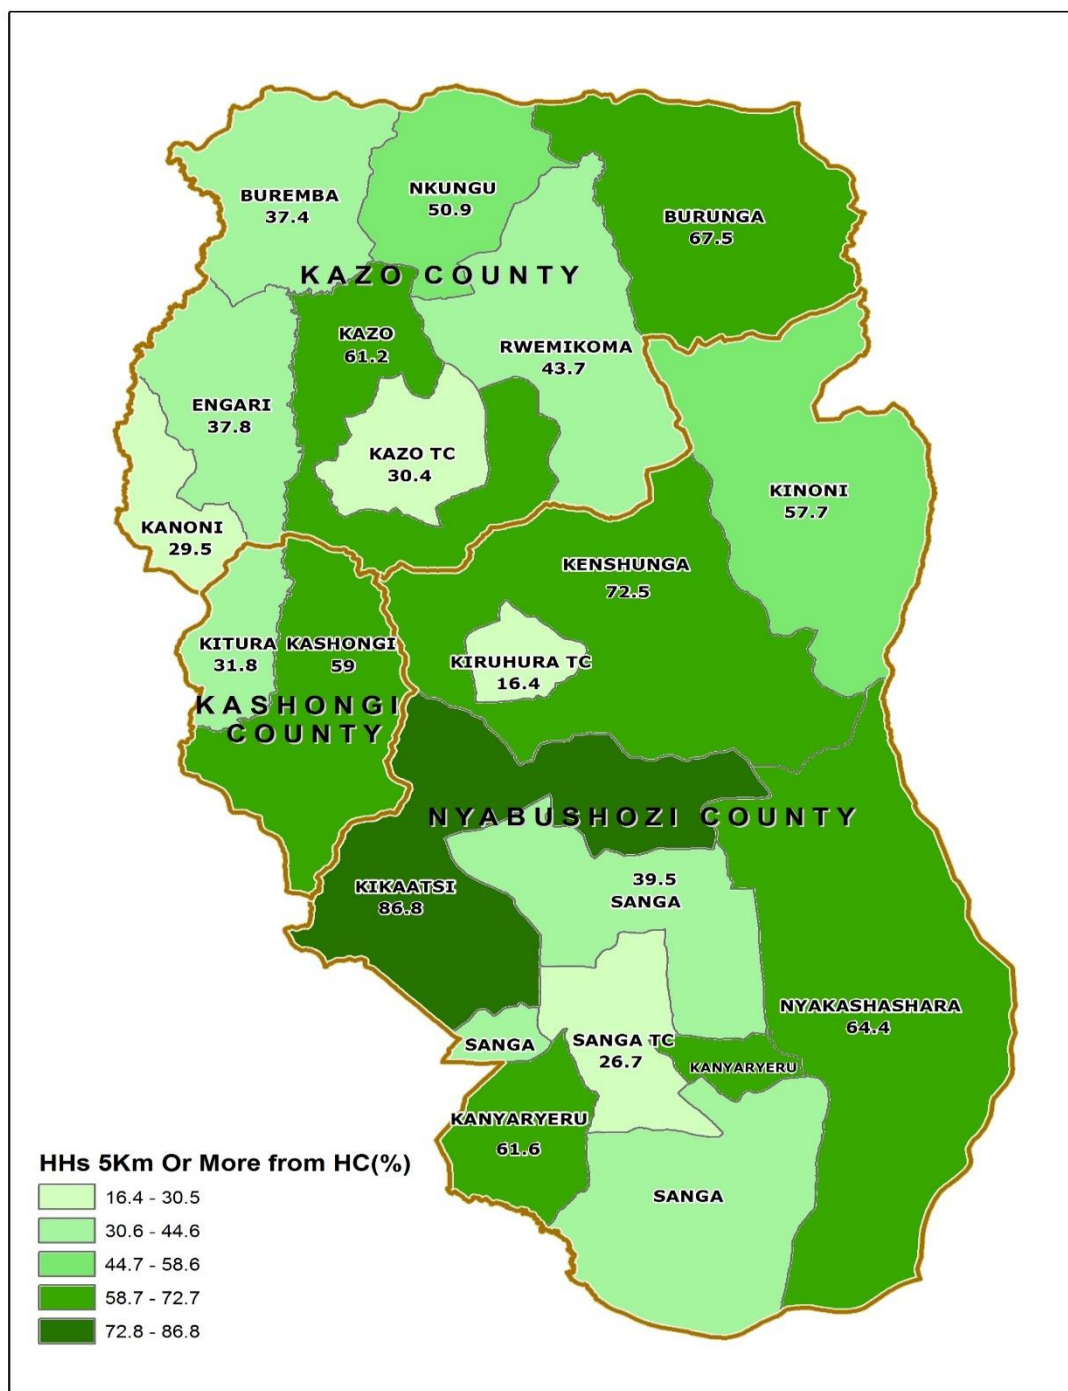 BUREMBA
37.4
NKUNGU
50.9
BURUNGA
67.5
KAZO COUNTY
KAZO
61.2
RWEMIKOMA
43.7
ENGARI
37.8
KAZO TC
30.4
KINONI
57.7
KANONI
29.5
KENSHUNGA
72.5
KITURA
31.8
KASHONGI
59
KIRUHURA TC
16.4
KASHONGI
COUNTY
NYABUSHOZI COUNTY
KIKAATSI
86.8
39.5
SANGA
NYAKASHASHARA
64.4
SANGA
SANGA TC
26.7
KANYARYERU
KANYARYERU
61.6
SANGA
HHs 5Km Or More from HC(%)
16.4 - 30.5
30.6 - 44.6
44.7 - 58.6
58.7 - 72.7
72.8 - 86.8